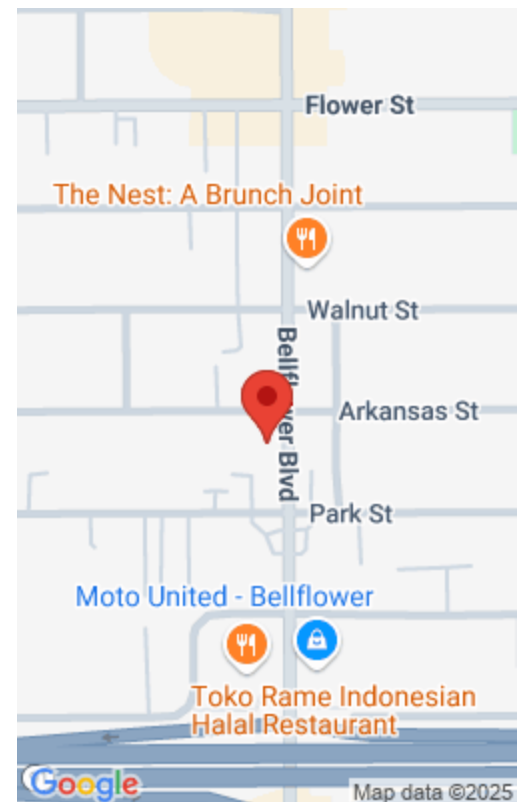 Flower St
The Nest: A Brunch Joint
Walnut St
Bellflower Blvd
Arkansas St
Park St
Moto United - Bellflower
Toko Rame Indonesian
Halal Restaurant
Google
Map data ©2025